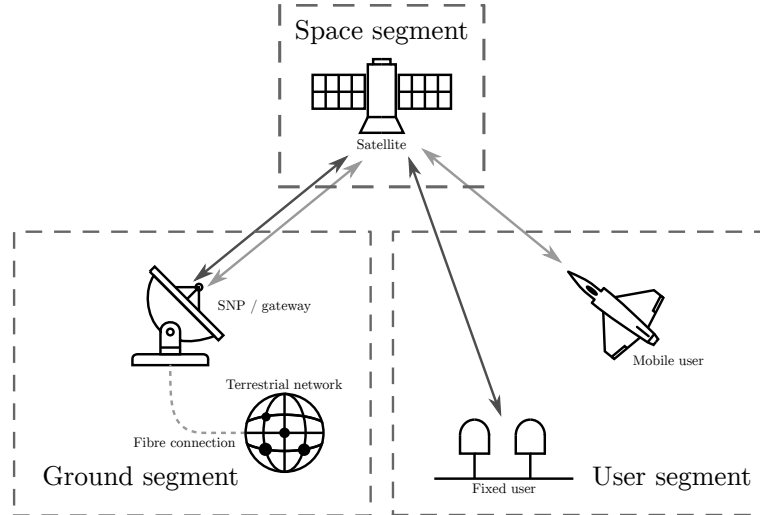 Space segment
Satellite
SNP / gateway
Mobile user
Terrestrial network
Fibre connection
Ground segment
Fixed user
User segment